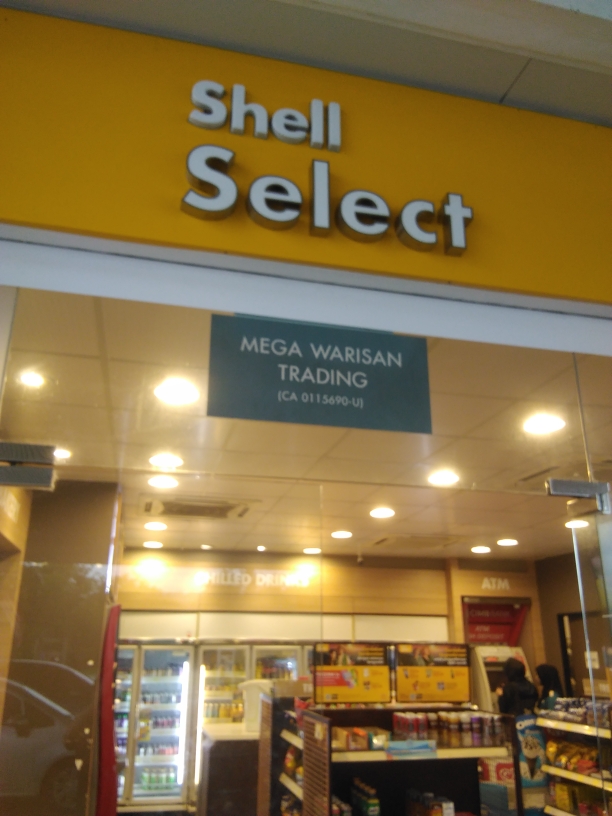 Shell
Select
MEGA WARISAN
TRADING
(CA 0115690-U)
CHILLED DRINKS
ATM